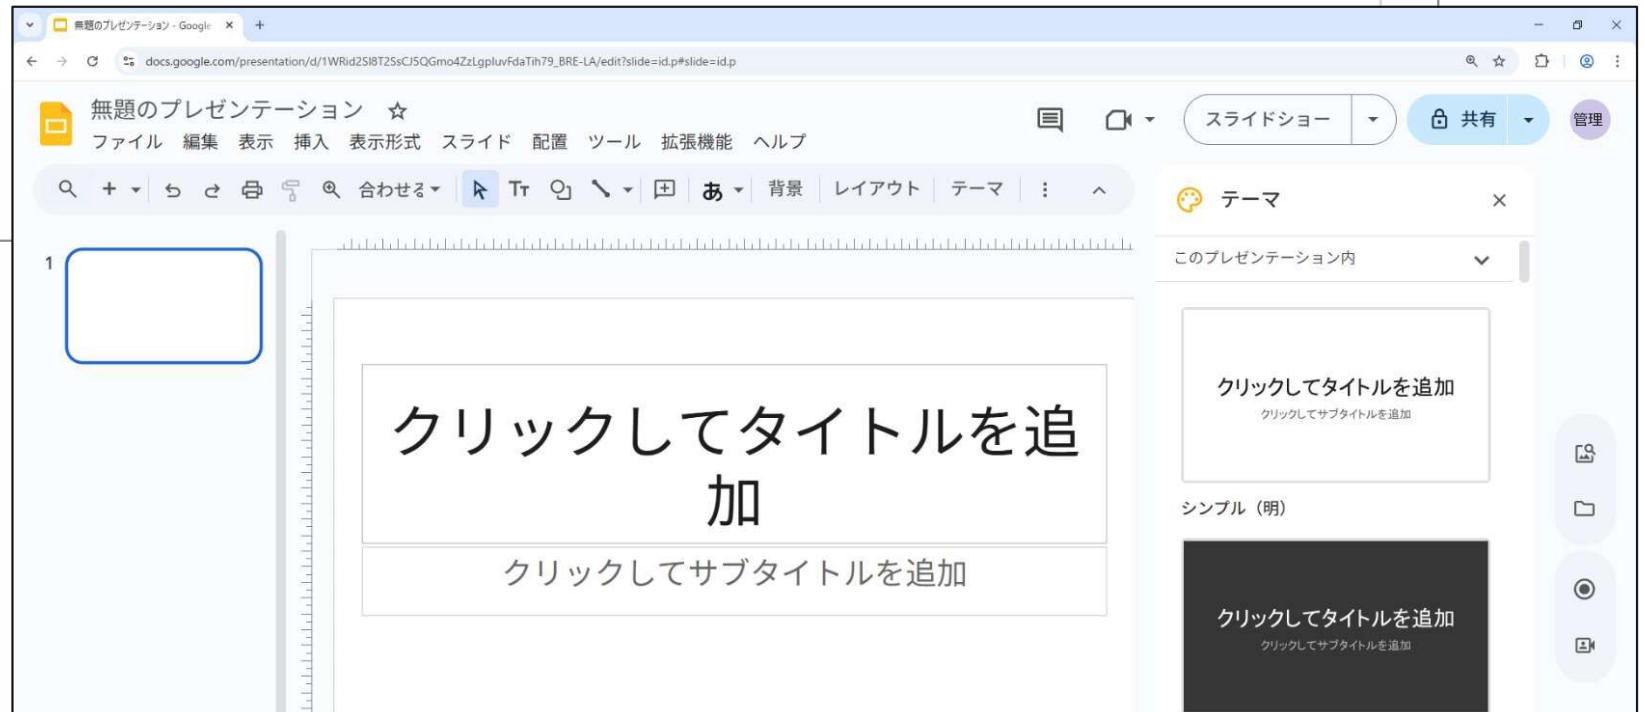 無題のプレゼンテーション - Google
docs.google.com/presentation/d/1WRid2SI8T2SsCJ5QGmo4ZzLgpluvFdaTih79_BRE-LA/edit?slide=id.p#slide=id.p
無題のプレゼンテーション
ファイル 編集 表示 挿入 表示形式 スライド 配置 ツール 拡張機能 ヘルプ
スライドショー
共有
管理
合わせる Tт あ 背景 レイアウト テーマ
テーマ
このプレゼンテーション内
1
クリックしてタイトルを追
加
クリックしてサブタイトルを追加
クリックしてタイトルを追加
クリックしてサブタイトルを追加
シンプル（明）
クリックしてタイトルを追加
クリックしてサブタイトルを追加